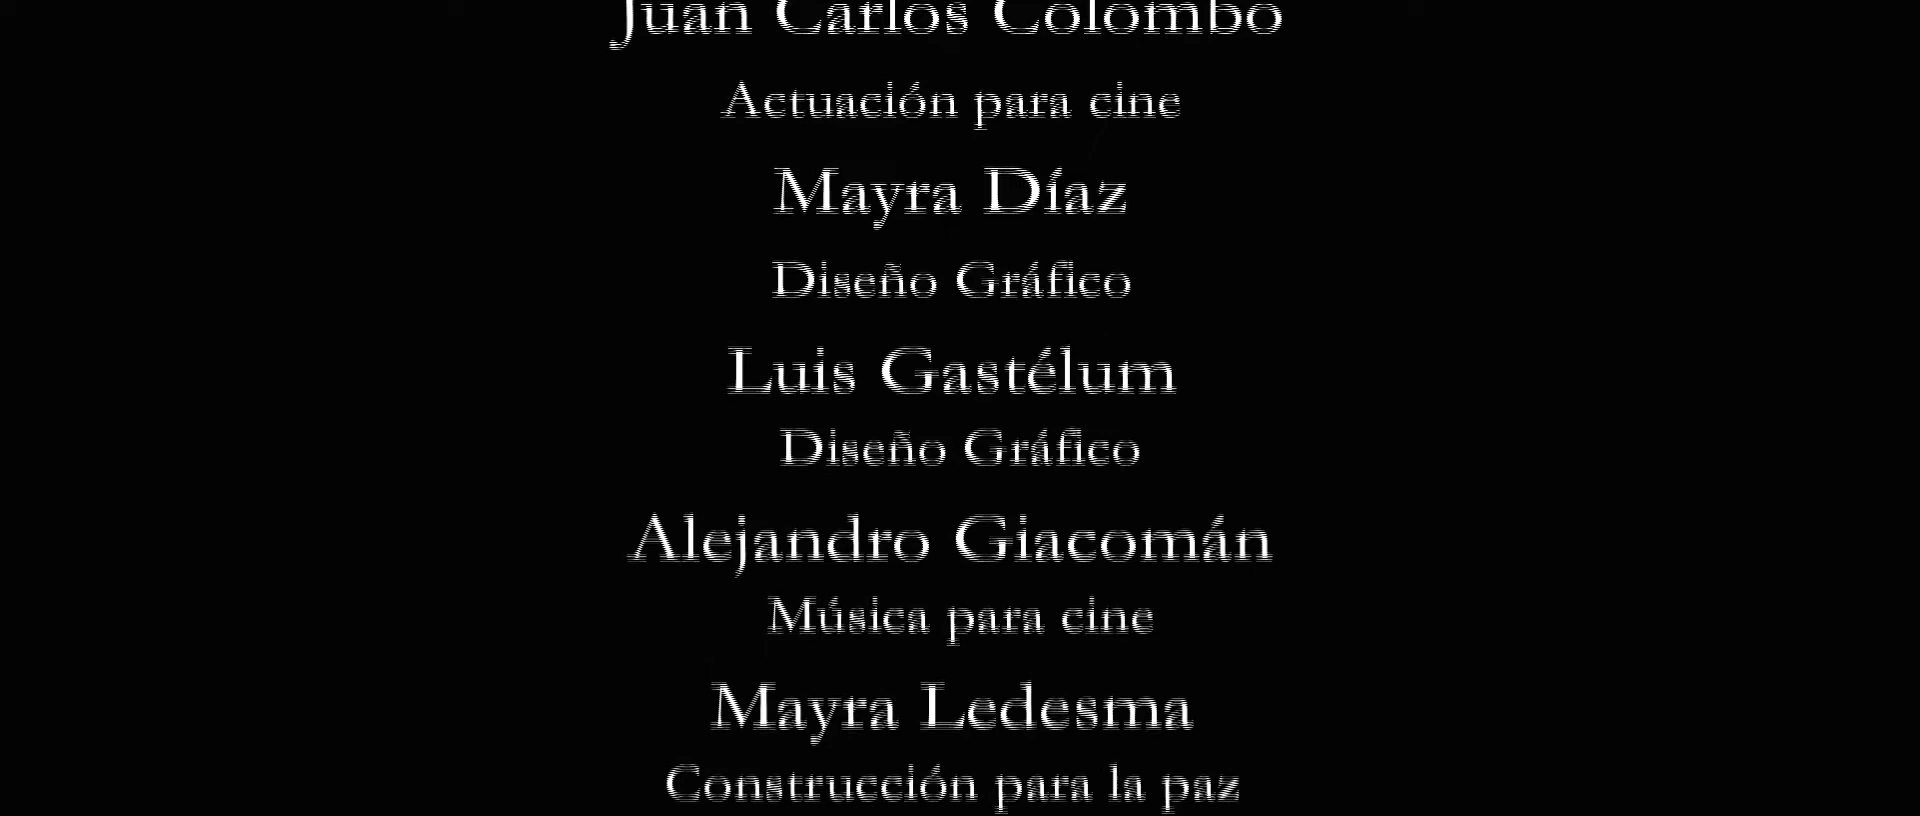 Juan Carlos Colombo
Actuación para cine
Mayra Díaz
Diseño Gráfico
Luis Gastélum
Diseño Gráfico
Alejandro Giacomán
Música para cine
Mayra Ledesma
Construcción para la paz